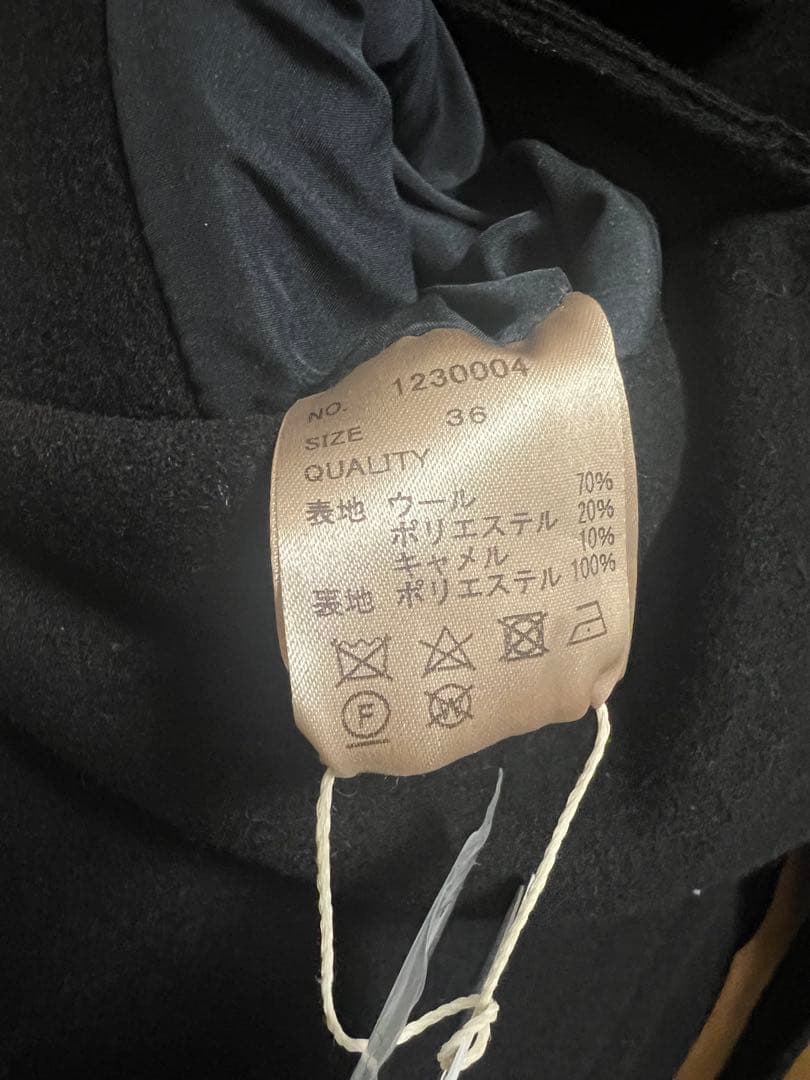 NO. 1230004
SIZE 36
QUALITY
表地 ウール 70%
ポリエステル 20%
キャメル 10%
裏地 ポリエステル 100%
F
W